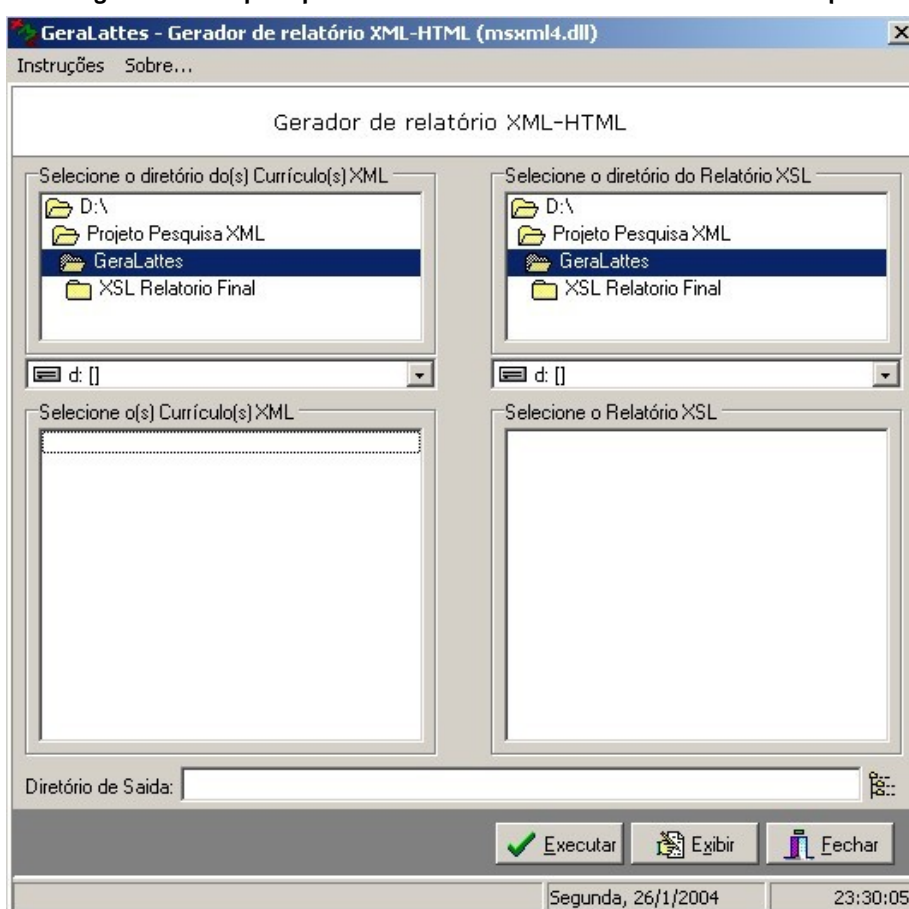 GeraLattes - Gerador de relatório XML-HTML (msxml4.dll)
Instruções Sobre...
Gerador de relatório XML-HTML
Selecione o diretório do(s) Currículo(s) XML
D:\
Projeto Pesquisa XML
GeraLattes
XSL Relatorio Final
d: []
Selecione o(s) Currículo(s) XML
Selecione o diretório do Relatório XSL
D:\
Projeto Pesquisa XML
GeraLattes
XSL Relatorio Final
d: []
Selecione o Relatório XSL
Diretório de Saida:
Executar Exibir Fechar
Segunda, 26/1/2004 23:30:05